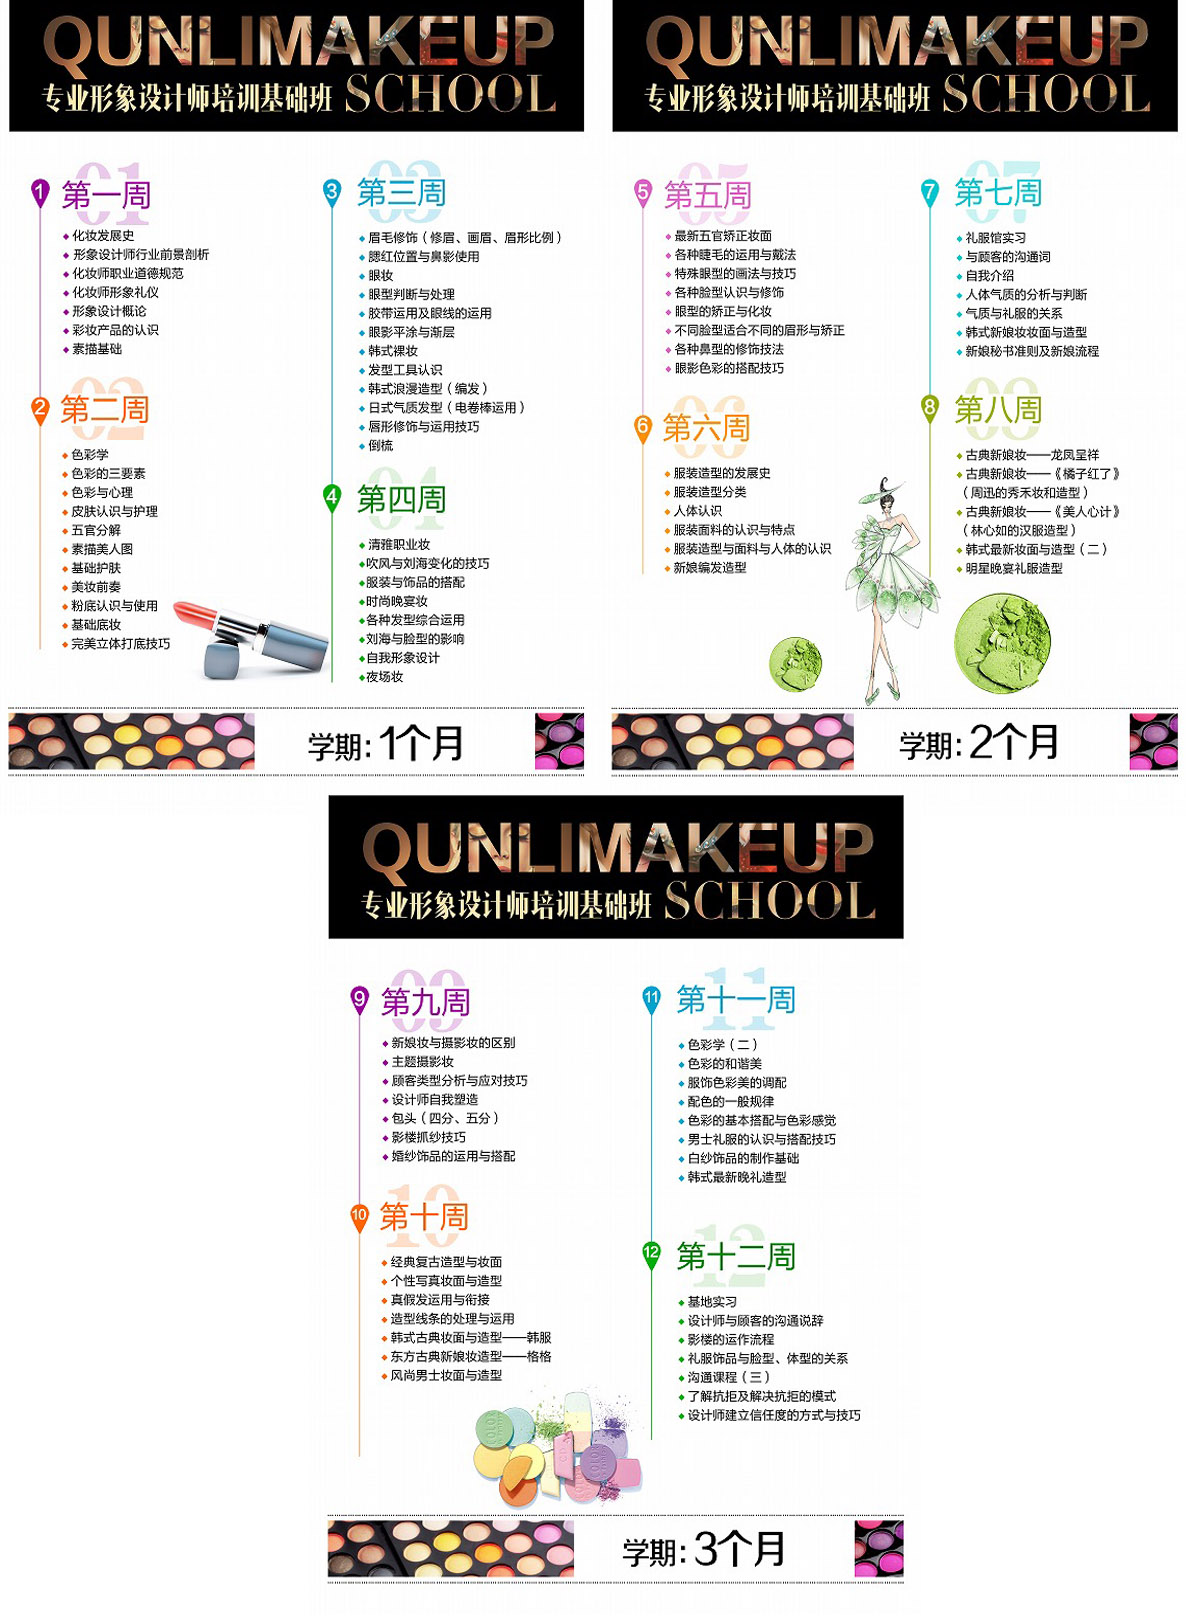 QUNLIMAKEUP
专业形象设计师培训基础班 SCHOOL
01
1 第一周
化妆发展史
形象设计师行业前景剖析
化妆师职业道德规范
化妆师形象礼仪
形象设计概论
彩妆产品的认识
素描基础
02
2 第二周
色彩学
色彩的三要素
色彩与心理
皮肤认识与护理
五官分解
素描美人图
基础护肤
美妆前奏
粉底认识与使用
基础底妆
完美立体打底技巧
03
3 第三周
眉毛修饰（修眉、画眉、眉形比例）
腮红位置与鼻影使用
眼妆
眼型判断与处理
胶带运用及眼线的运用
眼影平涂与渐层
韩式裸妆
发型工具认识
韩式浪漫造型（编发）
日式气质发型（电卷棒运用）
唇形修饰与运用技巧
倒梳
04
4 第四周
清雅职业妆
吹风与刘海变化的技巧
服装与饰品的搭配
时尚晚宴妆
各种发型综合运用
刘海与脸型的影响
自我形象设计
夜场妆
学期:1个月
QUNLIMAKEUP
专业形象设计师培训基础班 SCHOOL
05
5 第五周
最新五官矫正妆面
各种睫毛的运用与戴法
特殊眼型的画法与技巧
各种脸型认识与修饰
眼型的矫正与化妆
不同脸型适合不同的眉形与矫正
各种鼻型的修饰技法
眼影色彩的搭配技巧
06
6 第六周
服装造型的发展史
服装造型分类
人体认识
服装面料的认识与特点
服装造型与面料与人体的认识
新娘编发造型
07
7 第七周
礼服馆实习
与顾客的沟通词
自我介绍
人体气质的分析与判断
气质与礼服的关系
韩式新娘妆妆面与造型
新娘秘书准则及新娘流程
08
8 第八周
古典新娘妆——龙凤呈祥
古典新娘妆——《橘子红了》
（周迅的秀禾妆和造型）
古典新娘妆——《美人心计》
（林心如的汉服造型）
韩式最新妆面与造型（二）
明星晚宴礼服造型
学期:2个月
QUNLIMAKEUP
专业形象设计师培训基础班 SCHOOL
09
9 第九周
新娘妆与摄影妆的区别
主题摄影妆
顾客类型分析与应对技巧
设计师自我塑造
包头（四分、五分）
影楼抓纱技巧
婚纱饰品的运用与搭配
10
10 第十周
经典复古造型与妆面
个性写真妆面与造型
真假发运用与衔接
造型线条的处理与运用
韩式古典妆面与造型——韩服
东方古典新娘妆造型——格格
风尚男士妆面与造型
11
11 第十一周
色彩学（二）
色彩的和谐美
服饰色彩美的调配
配色的一般规律
色彩的基本搭配与色彩感觉
男士礼服的认识与搭配技巧
白纱饰品的制作基础
韩式最新晚礼造型
12
12 第十二周
基地实习
设计师与顾客的沟通说辞
影楼的运作流程
礼服饰品与脸型、体型的关系
沟通课程（三）
了解抗拒及解决抗拒的模式
设计师建立信任度的方式与技巧
学期:3个月